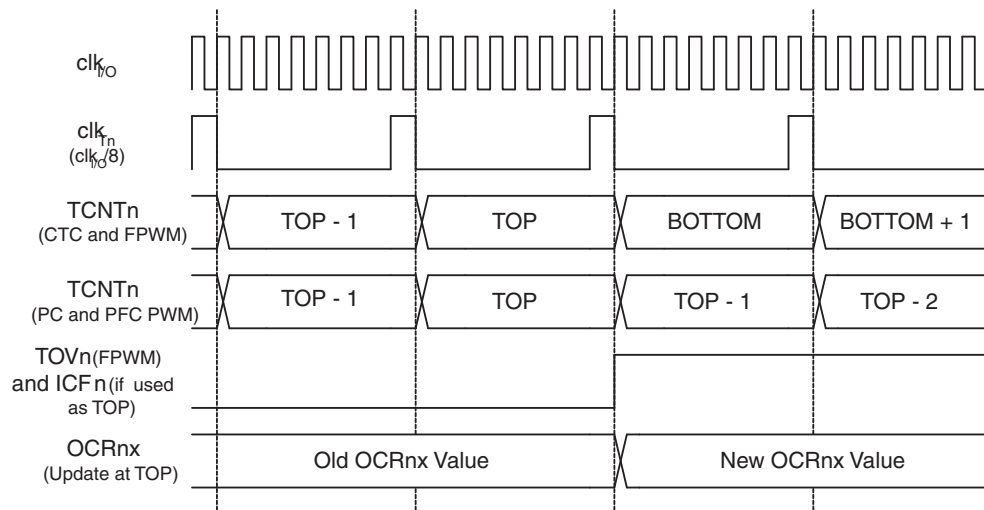 clkI/O
clkTn
(clkI/O/8)
TCNTn
(CTC and FPWM)
TOP - 1
TOP
BOTTOM
BOTTOM + 1
TCNTn
(PC and PFC PWM)
TOP - 1
TOP
TOP - 1
TOP - 2
TOVn(FPWM)
and ICFn(if used
as TOP)
OCRnx
(Update at TOP)
Old OCRnx Value
New OCRnx Value